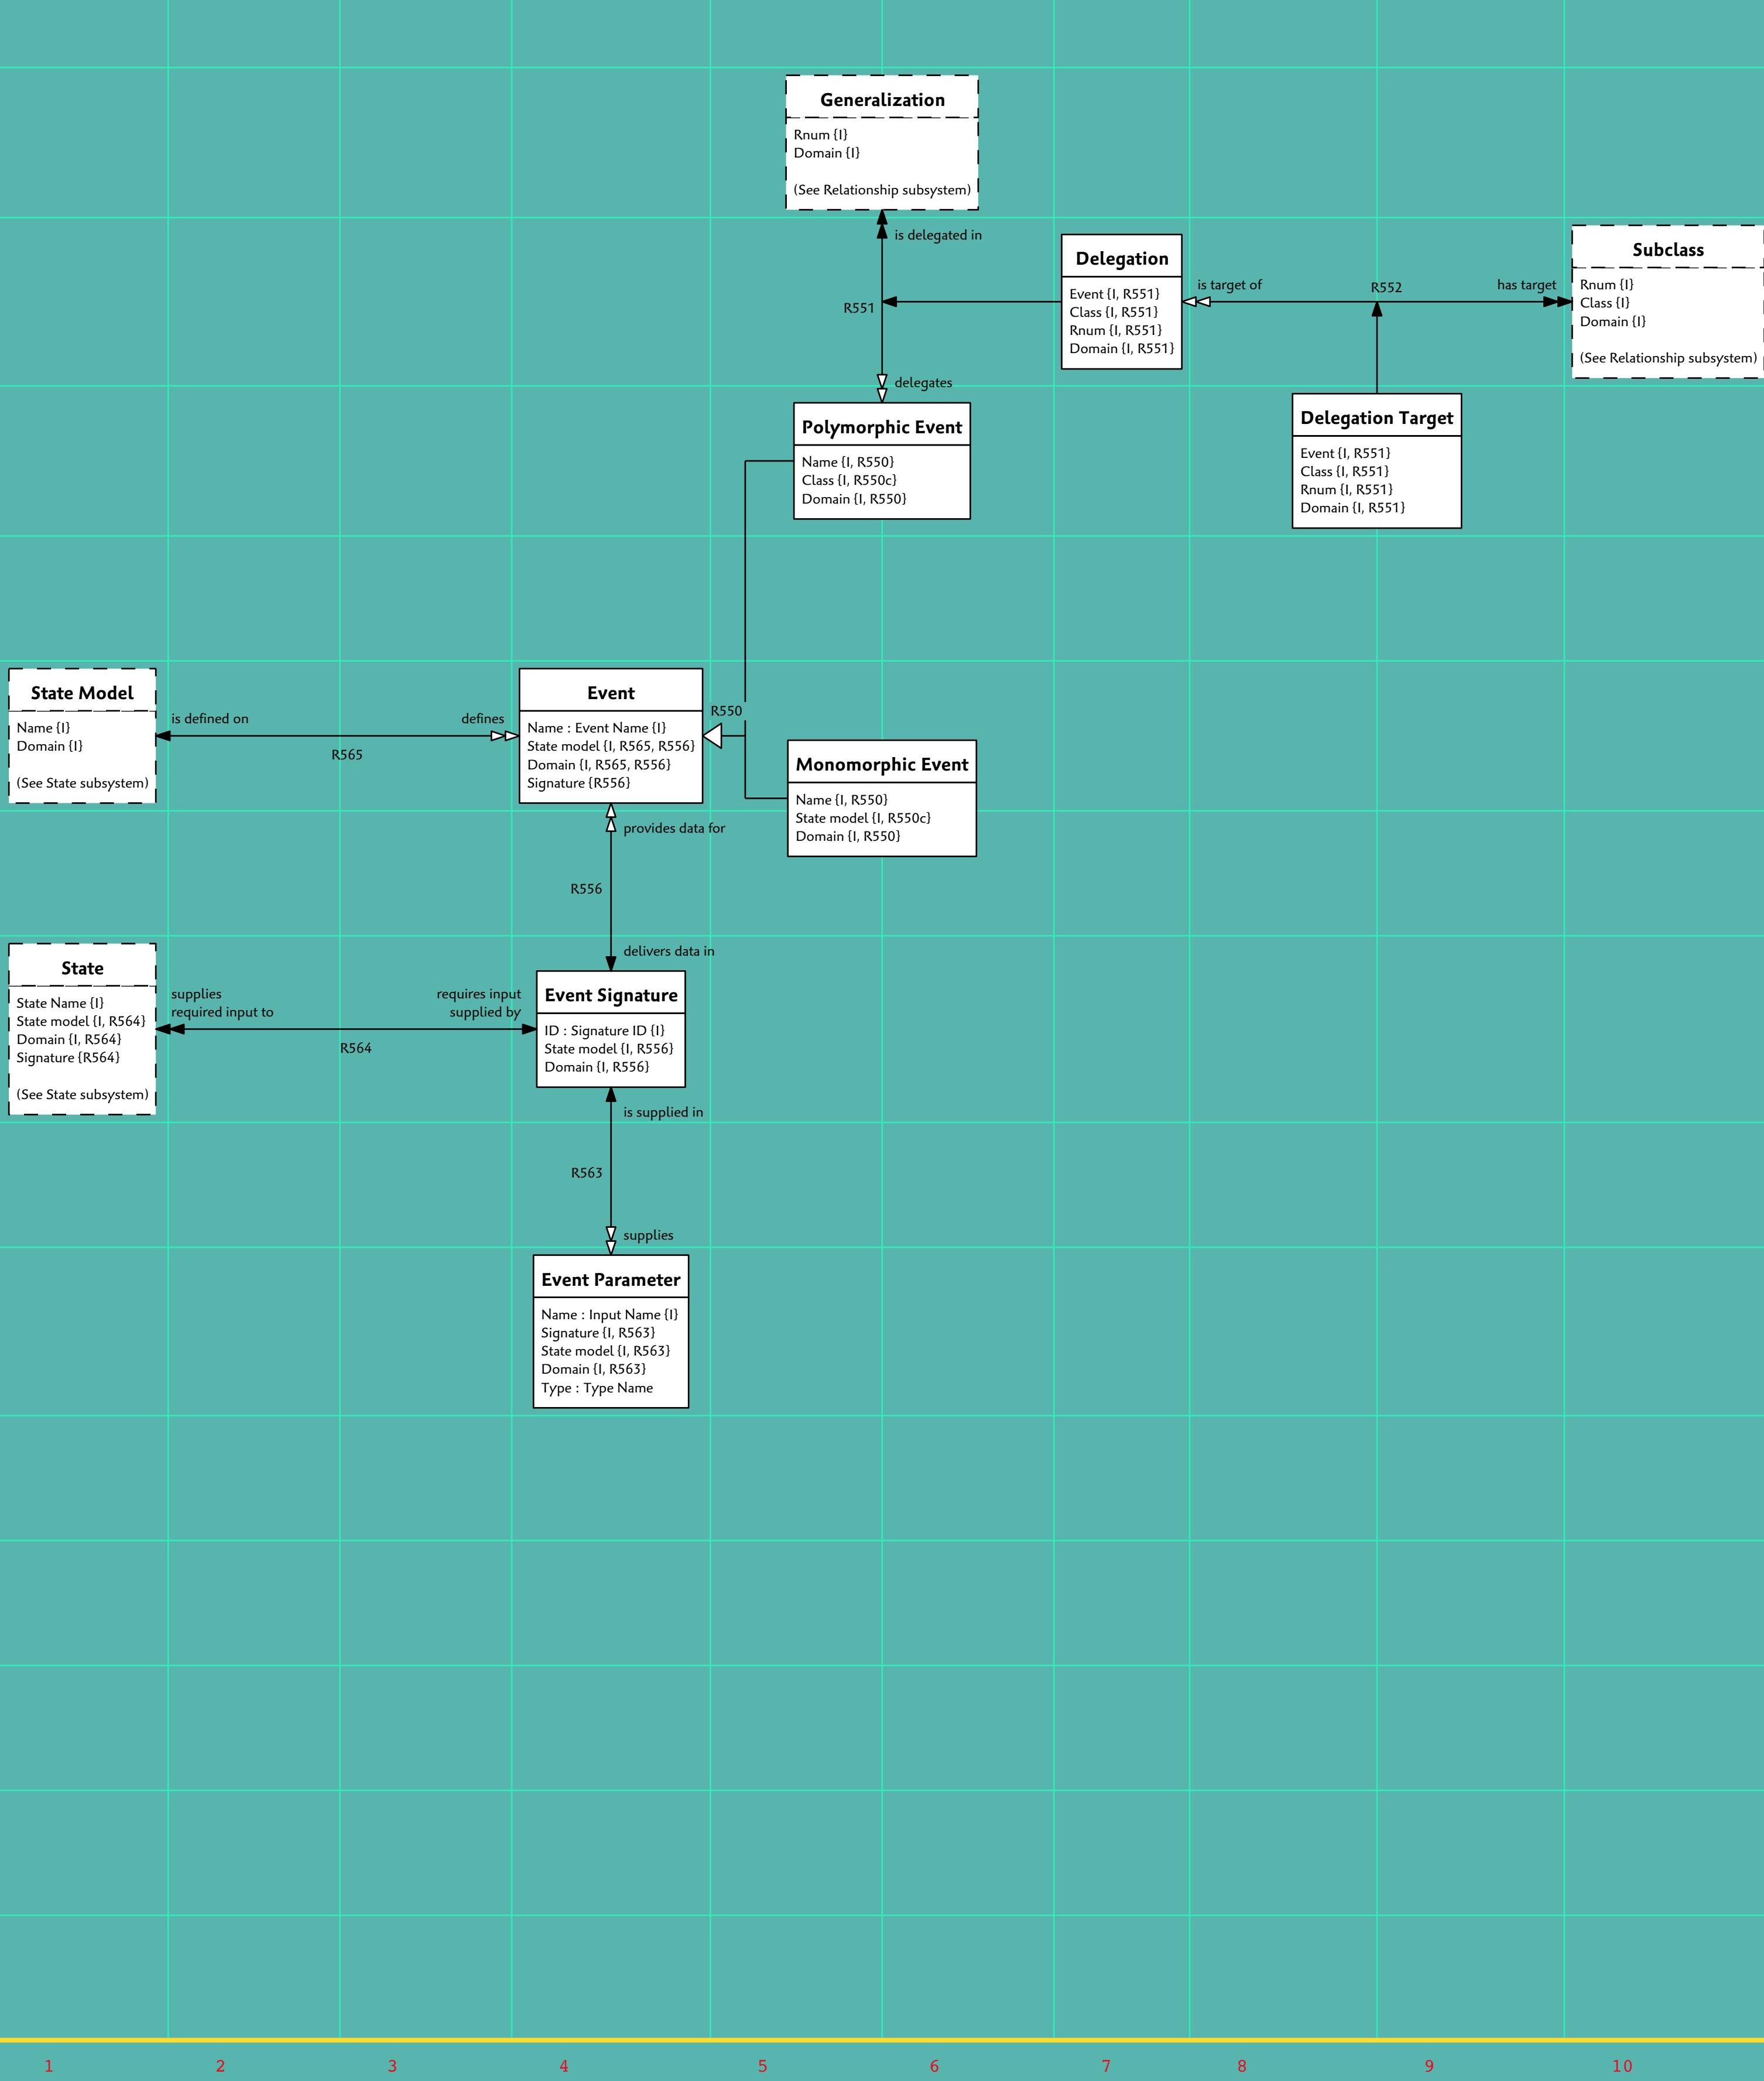 Generalization
Rnum {I}
Domain {I}
(See Relationship subsystem)
is delegated in
R551
delegates
Delegation
Event {I, R551}
Class {I, R551}
Rnum {I, R551}
Domain {I, R551}
is target of
R552
has target
Subclass
Rnum {I}
Class {I}
Domain {I}
(See Relationship subsystem)
Polymorphic Event
Name {I, R550}
Class {I, R550c}
Domain {I, R550}
Delegation Target
Event {I, R551}
Class {I, R551}
Rnum {I, R551}
Domain {I, R551}
State Model
Name {I}
Domain {I}
(See State subsystem)
is defined on
R565
defines
Event
Name : Event Name {I}
State model {I, R565, R556}
Domain {I, R565, R556}
Signature {R556}
R550
Monomorphic Event
Name {I, R550}
State model {I, R550c}
Domain {I, R550}
provides data for
R556
delivers data in
State
State Name {I}
State model {I, R564}
Domain {I, R564}
Signature {R564}
(See State subsystem)
supplies
required input to
R564
requires input
supplied by
Event Signature
ID : Signature ID {I}
State model {I, R556}
Domain {I, R556}
is supplied in
R563
supplies
Event Parameter
Name : Input Name {I}
Signature {I, R563}
State model {I, R563}
Domain {I, R563}
Type : Type Name
1 2 3 4 5 6 7 8 9 10